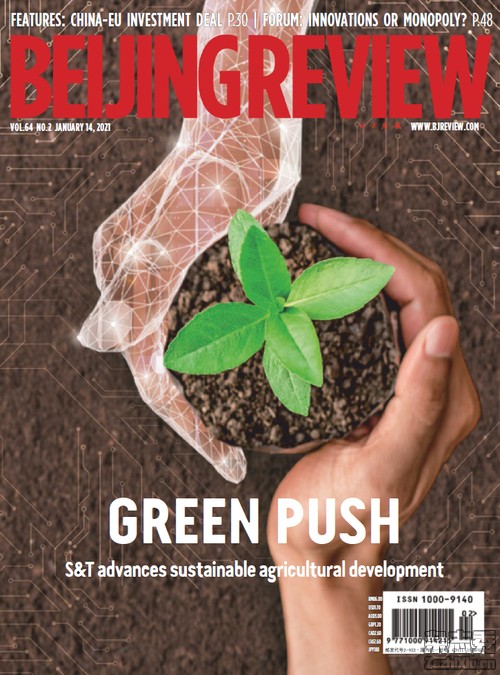 FEATURES: CHINA-EU INVESTMENT DEAL P.30 | FORUM: INNOVATIONS OR MONOPOLY? P.48
BEIJING REVIEW
VOL.64 NO.2 JANUARY 14, 2021
WWW.BJREVIEW.COM
GREEN PUSH
S&T advances sustainable agricultural development
ISSN 1000-9140
02>